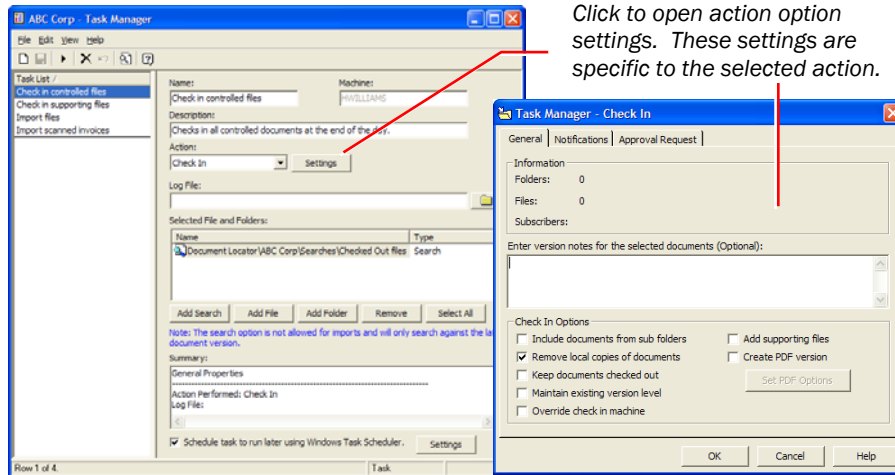 ABC Corp - Task Manager
File Edit View Help
Task List /
Check in controlled files
Check in supporting files
Import files
Import scanned invoices
Name:
Machine:
Check in controlled files
HWILLIAMS
Description:
Checks in all controlled documents at the end of the day.
Action:
Check In
Settings
Log File:
Selected File and Folders:
Name
Type
Document Locator\ABC Corp\Searches\Checked Out files
Search
Add Search
Add File
Add Folder
Remove
Select All
Note: The search option is not allowed for imports and will only search against the la
document version.
Summary:
General Properties
Action Performed: Check In
Log File:
Schedule task to run later using Windows Task Scheduler.
Settings
Row 1 of 4.
Task
Click to open action option
settings. These settings are
specific to the selected action.
Task Manager - Check In
General
Notifications
Approval Request
Information
Folders: 0
Files: 0
Subscribers:
Enter version notes for the selected documents (Optional):
Check In Options
Include documents from sub folders
Add supporting files
Remove local copies of documents
Create PDF version
Keep documents checked out
Set PDF Options
Maintain existing version level
Override check in machine
OK
Cancel
Help